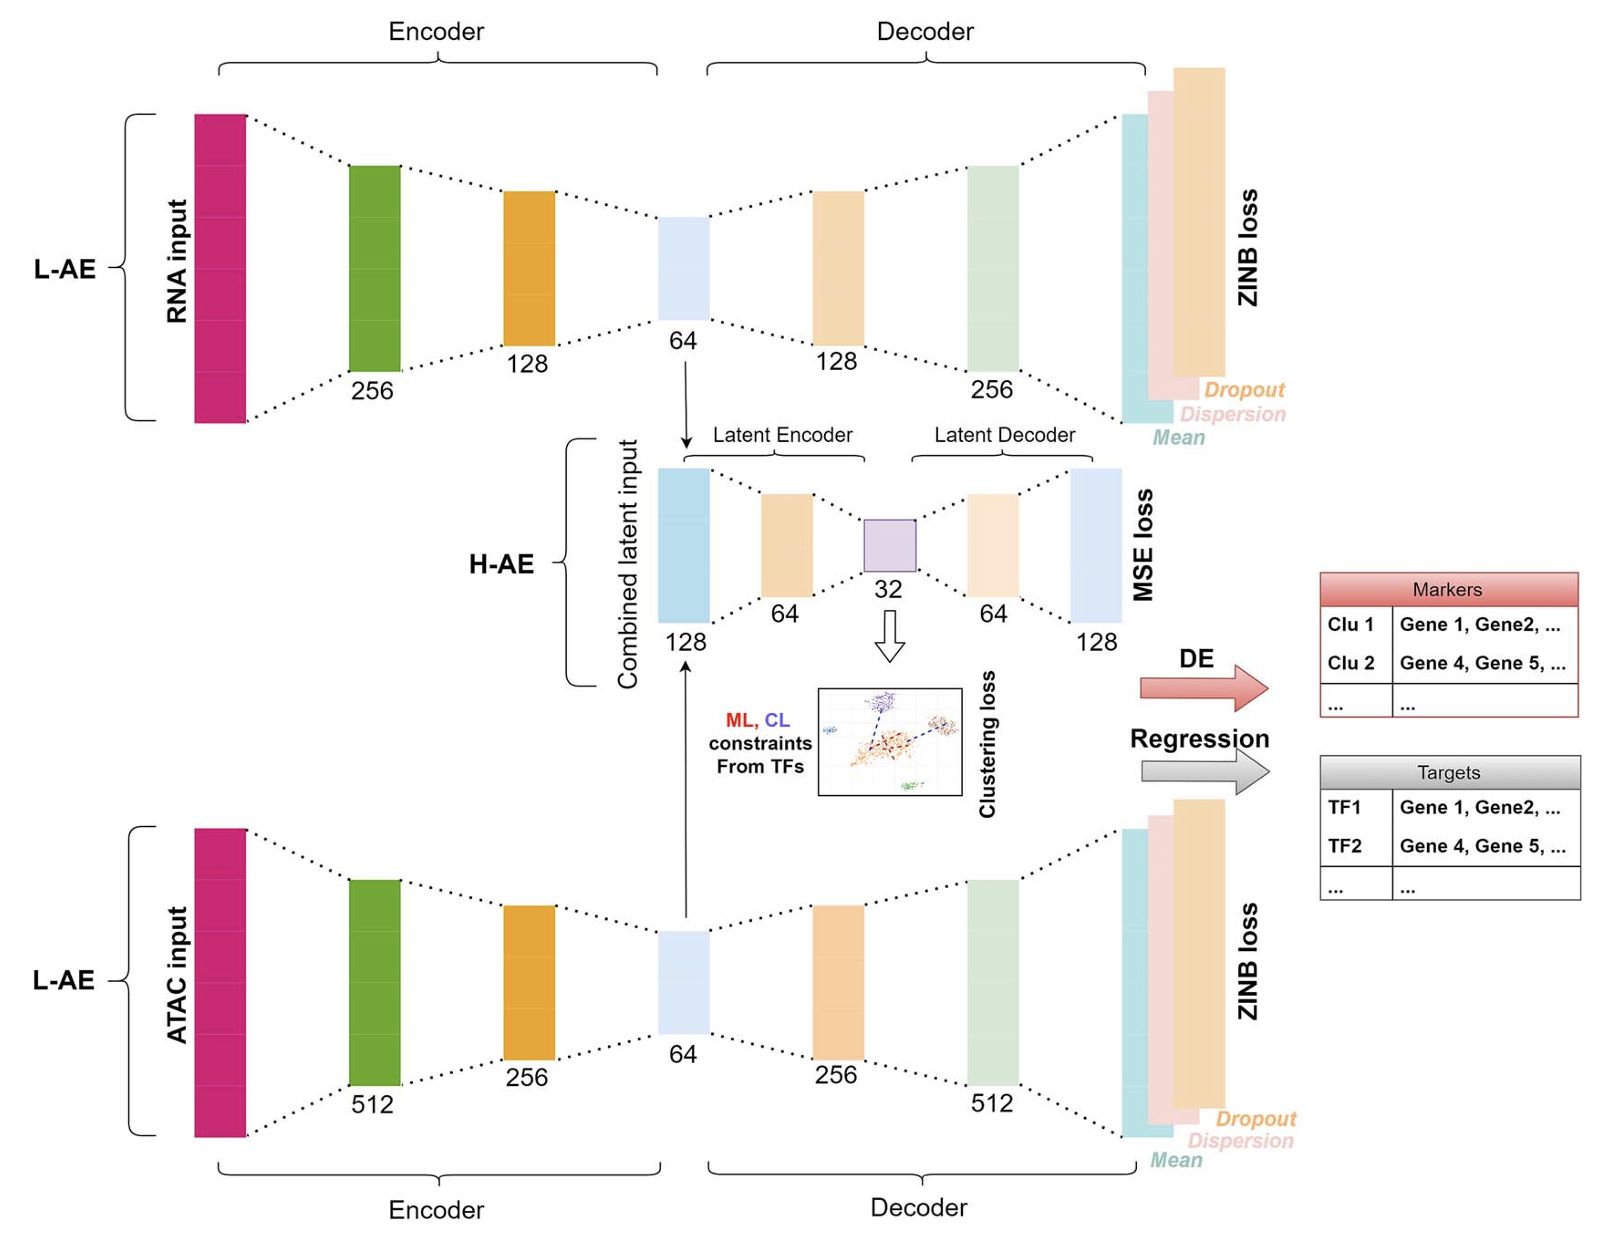 Encoder
Decoder
L-AE
RNA input
256
128
64
128
256
ZINB loss
Dropout
Dispersion
Mean
H-AE
Combined latent input
Latent Encoder
Latent Decoder
128
64
32
64
128
MSE loss
ML, CL
constraints
From TFs
Clustering loss
DE
Regression
Markers
Clu 1 Gene 1, Gene2, ...
Clu 2 Gene 4, Gene 5, ...
... ...
Targets
TF1 Gene 1, Gene2, ...
TF2 Gene 4, Gene 5, ...
... ...
L-AE
ATAC input
512
256
64
256
512
ZINB loss
Dropout
Dispersion
Mean
Encoder
Decoder